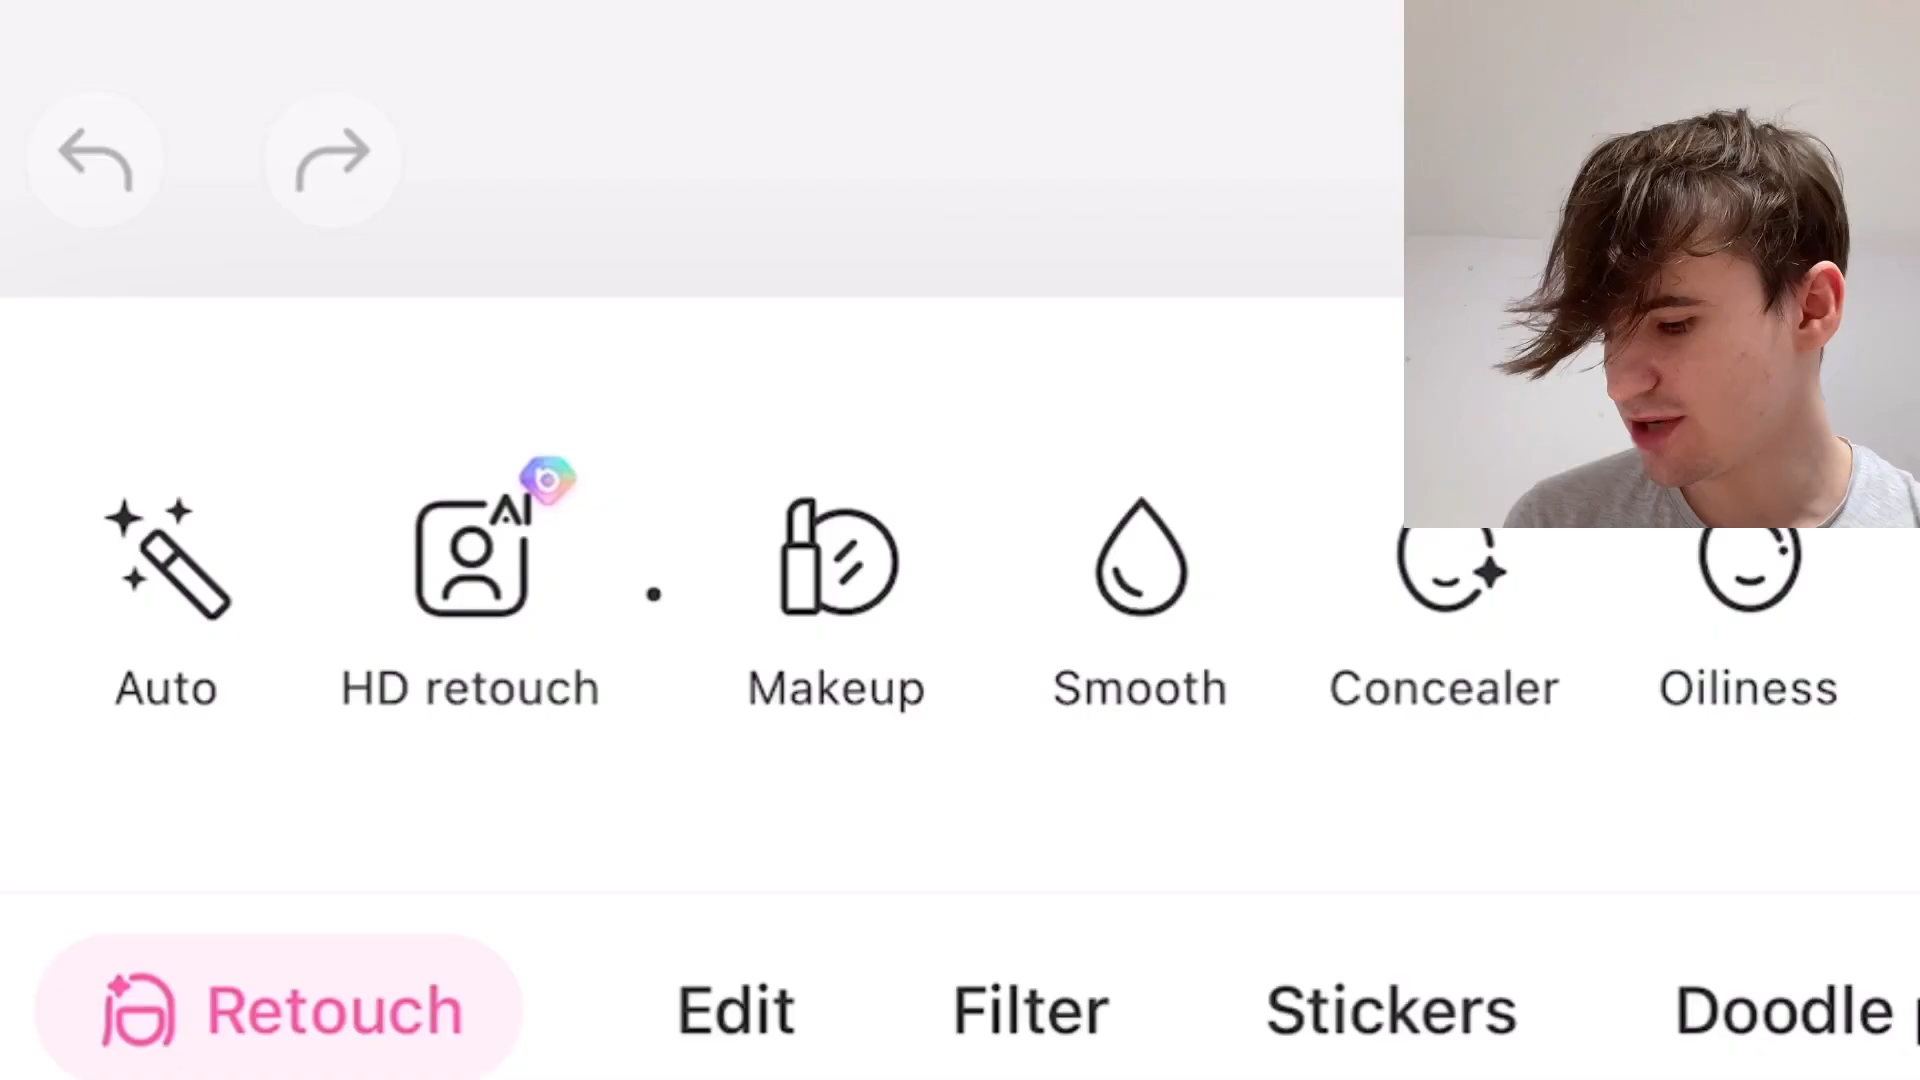 AI
Auto
HD retouch
Makeup
Smooth
Concealer
Oiliness
Retouch
Edit
Filter
Stickers
Doodle